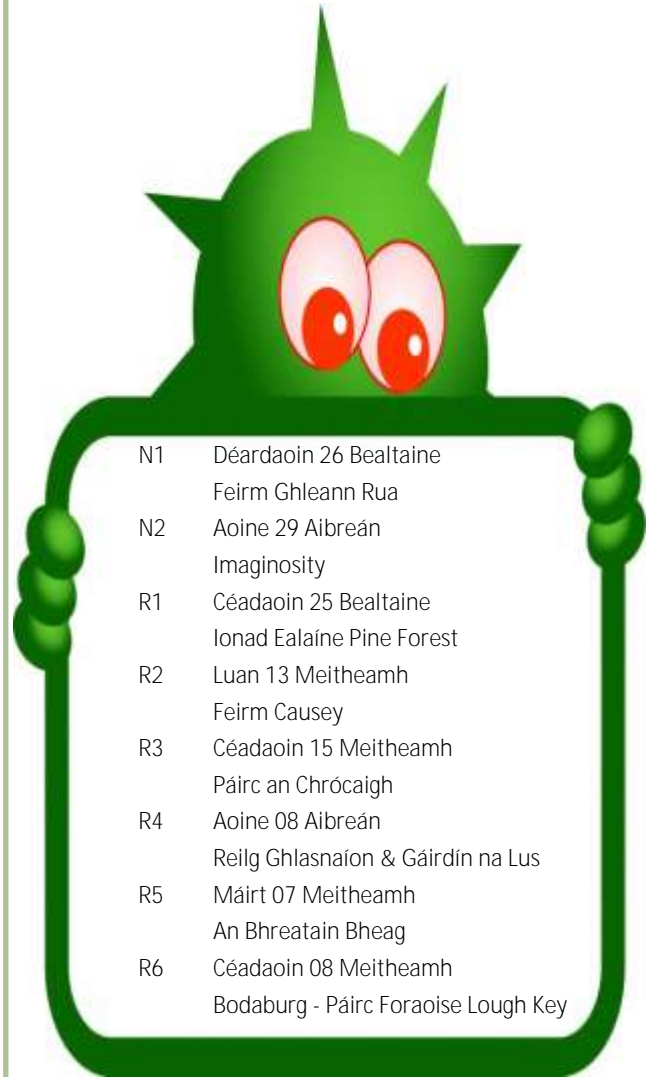 N1 Déardaoin 26 Bealtaine
Feirm Ghleann Rua
N2 Aoine 29 Aibreán
Imaginosity
R1 Céadaoin 25 Bealtaine
Ionad Ealaíne Pine Forest
R2 Luan 13 Meitheamh
Feirm Causey
R3 Céadaoin 15 Meitheamh
Páirc an Chrócaigh
R4 Aoine 08 Aibreán
Reilg Ghlasnaíon & Gáirdín na Lus
R5 Máirt 07 Meitheamh
An Bhreatain Bheag
R6 Céadaoin 08 Meitheamh
Bodaburg - Páirc Foraoise Lough Key